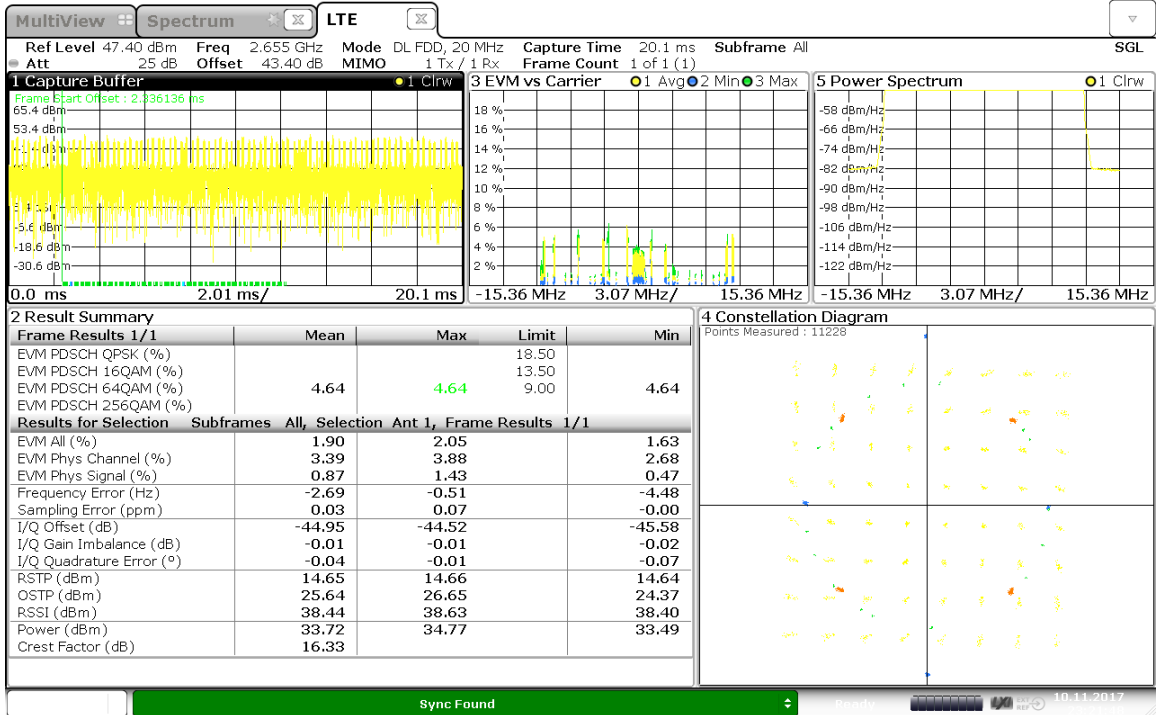 MultiView Spectrum LTE
Ref Level 47.40 dBm Freq 2.655 GHz Mode DL FDD, 20 MHz Capture Time 20.1 ms Subframe All SGL
Att 25 dB Offset 43.40 dB MIMO 1 Tx / 1 Rx Frame Count 1 of 1 (1)
1 Capture Buffer 1 Clrw
Frame Start Offset : 2.336136 ms
65.4 dBm
53.4 dBm
-5.6 dBm
-18.6 dBm
-30.6 dBm
0.0 ms 2.01 ms/ 20.1 ms
3 EVM vs Carrier 1 Avg 2 Min 3 Max
18 %
16 %
14 %
12 %
10 %
8 %
6 %
4 %
2 %
-15.36 MHz 3.07 MHz/ 15.36 MHz
5 Power Spectrum 1 Clrw
-58 dBm/Hz
-66 dBm/Hz
-74 dBm/Hz
-82 dBm/Hz
-90 dBm/Hz
-98 dBm/Hz
-106 dBm/Hz
-114 dBm/Hz
-122 dBm/Hz
-15.36 MHz 3.07 MHz/ 15.36 MHz
2 Result Summary
Frame Results 1/1 Mean Max Limit Min
EVM PDSCH QPSK (%) 18.50
EVM PDSCH 16QAM (%) 13.50
EVM PDSCH 64QAM (%) 4.64 4.64 9.00 4.64
EVM PDSCH 256QAM (%)
Results for Selection Subframes All, Selection Ant 1, Frame Results 1/1
EVM All (%) 1.90 2.05 1.63
EVM Phys Channel (%) 3.39 3.88 2.68
EVM Phys Signal (%) 0.87 1.43 0.47
Frequency Error (Hz) -2.69 -0.51 -4.48
Sampling Error (ppm) 0.03 0.07 -0.00
I/Q Offset (dB) -44.95 -44.52 -45.58
I/Q Gain Imbalance (dB) -0.01 -0.01 -0.02
I/Q Quadrature Error (º) -0.04 -0.01 -0.07
RSTP (dBm) 14.65 14.66 14.64
OSTP (dBm) 25.64 26.65 24.37
RSSI (dBm) 38.44 38.63 38.40
Power (dBm) 33.72 34.77 33.49
Crest Factor (dB) 16.33
4 Constellation Diagram
Points Measured : 11228
Sync Found
Ready
LXI
EXT REF
10.11.2017